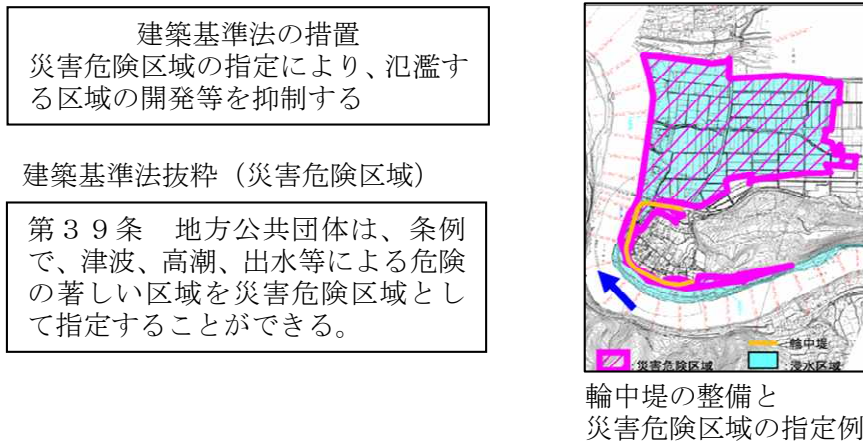 建築基準法の措置
災害危険区域の指定により、氾濫す
る区域の開発等を抑制する
建築基準法抜粋（災害危険区域）
第３９条　地方公共団体は、条例
で、津波、高潮、出水等による危険
の著しい区域を災害危険区域とし
て指定することができる。
輪中堤
:災害危険区域
:浸水区域
輪中堤の整備と
災害危険区域の指定例